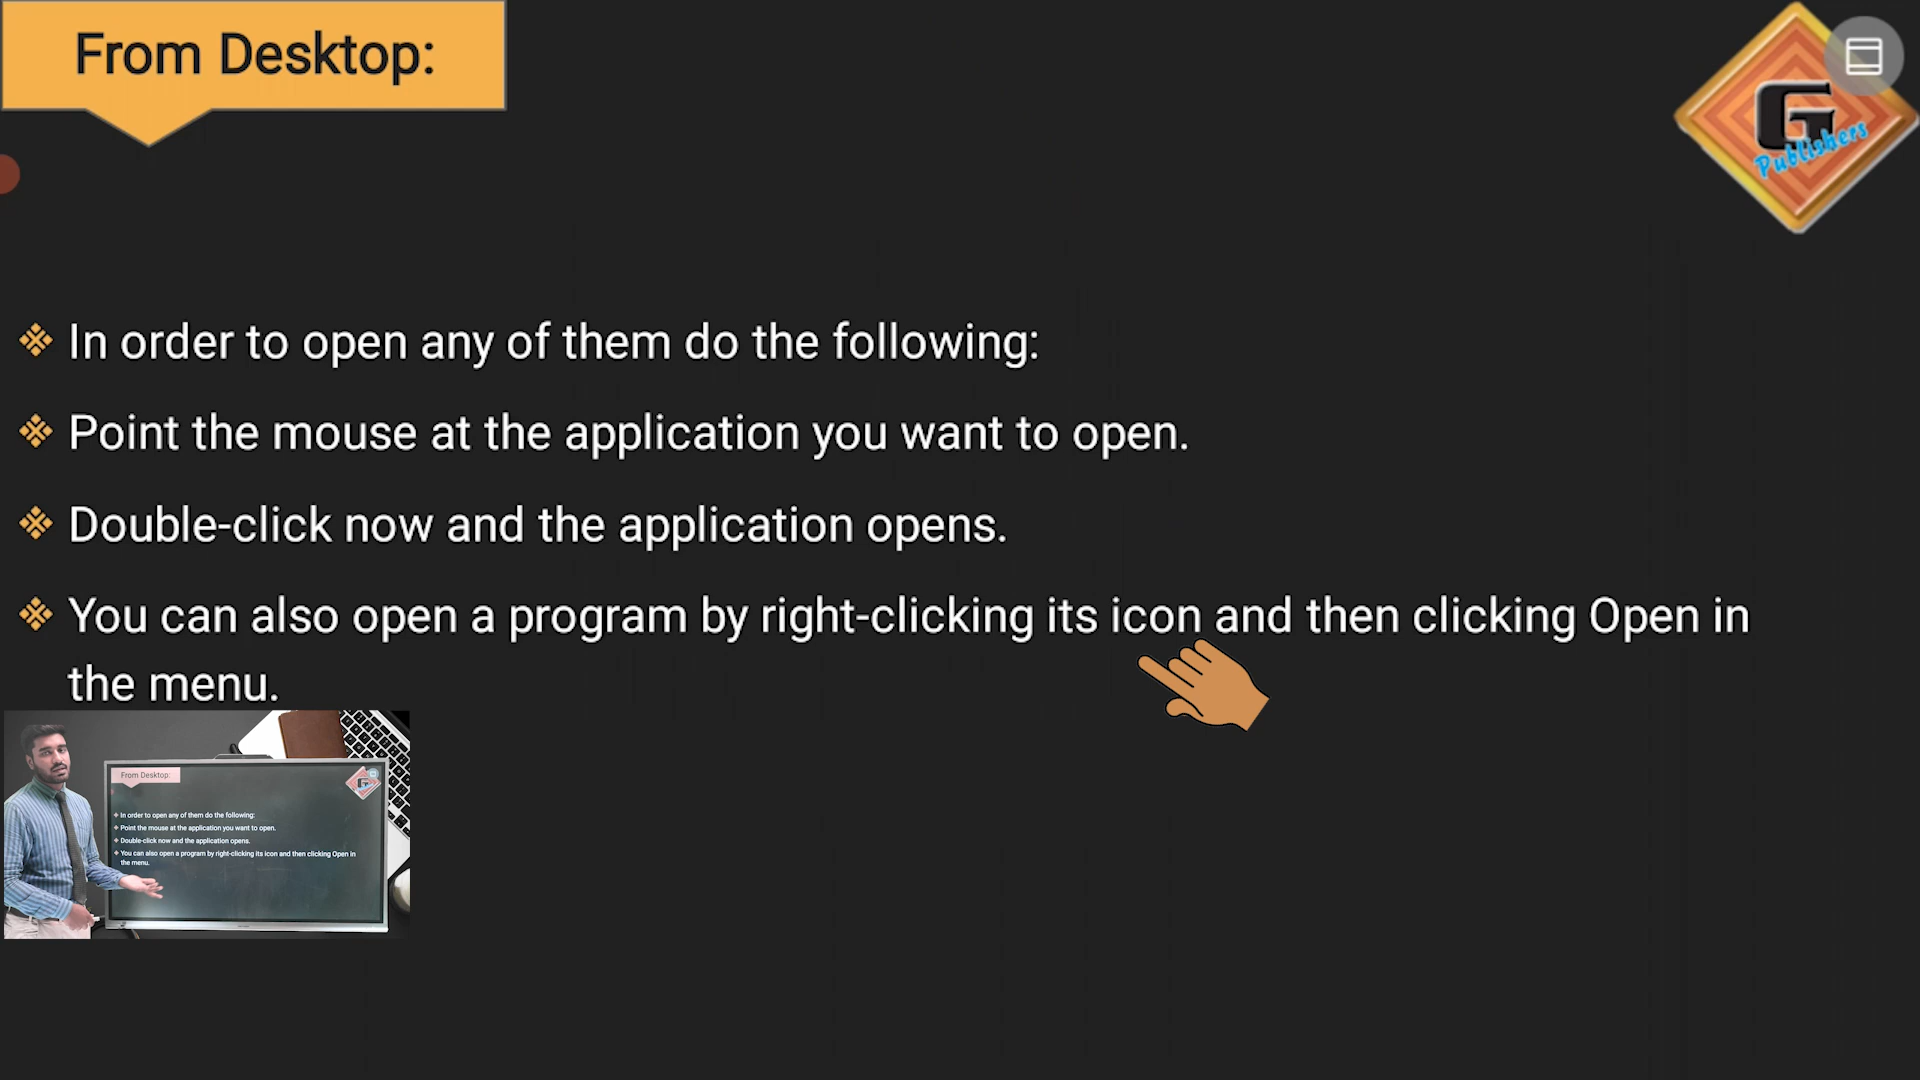 From Desktop:
G
Publishers
❖ In order to open any of them do the following:
❖ Point the mouse at the application you want to open.
❖ Double-click now and the application opens.
❖ You can also open a program by right-clicking its icon and then clicking Open in
the menu.
From Desktop:
G
In order to open any of them do the following:
Point the mouse at the application you want to open.
Double-click now and the application opens.
You can also open a program by right-clicking its icon and then clicking Open in
the menu.